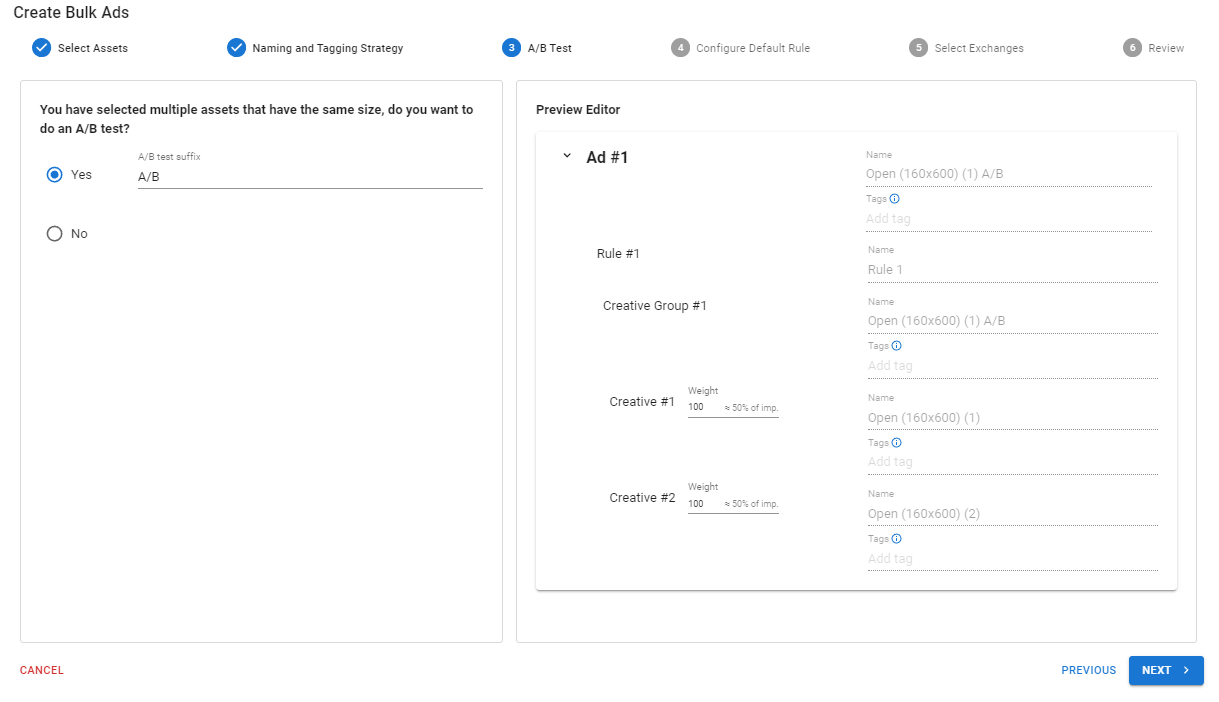 Create Bulk Ads
Select Assets
Naming and Tagging Strategy
3 A/B Test
4 Configure Default Rule
5 Select Exchanges
6 Review
You have selected multiple assets that have the same size, do you want to
do an A/B test?
Yes
A/B test suffix
A/B
No
Preview Editor
Ad #1
Name
Open (160x600) (1) A/B
Tags
Add tag
Rule #1
Name
Rule 1
Creative Group #1
Name
Open (160x600) (1) A/B
Tags
Add tag
Creative #1
Weight
100 ≈ 50% of imp.
Name
Open (160x600) (1)
Tags
Add tag
Creative #2
Weight
100 ≈ 50% of imp.
Name
Open (160x600) (2)
Tags
Add tag
CANCEL
PREVIOUS
NEXT